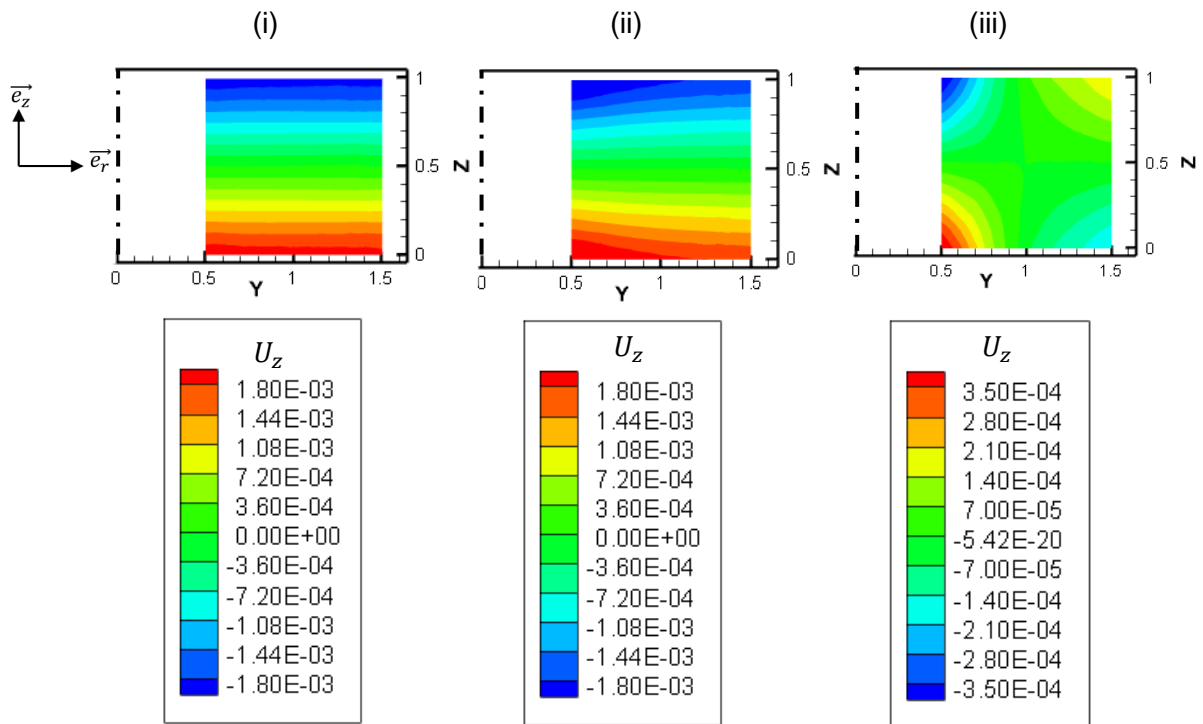 (i)
(ii)
(iii)
e_z
e_r
1
0.5
0
Z
0
0.5
1
1.5
Y
1
0.5
0
Z
0
0.5
1
1.5
Y
1
0.5
0
Z
0
0.5
1
1.5
Y
U_z
1.80E-03
1.44E-03
1.08E-03
7.20E-04
3.60E-04
0.00E+00
-3.60E-04
-7.20E-04
-1.08E-03
-1.44E-03
-1.80E-03
U_z
1.80E-03
1.44E-03
1.08E-03
7.20E-04
3.60E-04
0.00E+00
-3.60E-04
-7.20E-04
-1.08E-03
-1.44E-03
-1.80E-03
U_z
3.50E-04
2.80E-04
2.10E-04
1.40E-04
7.00E-05
-5.42E-20
-7.00E-05
-1.40E-04
-2.10E-04
-2.80E-04
-3.50E-04